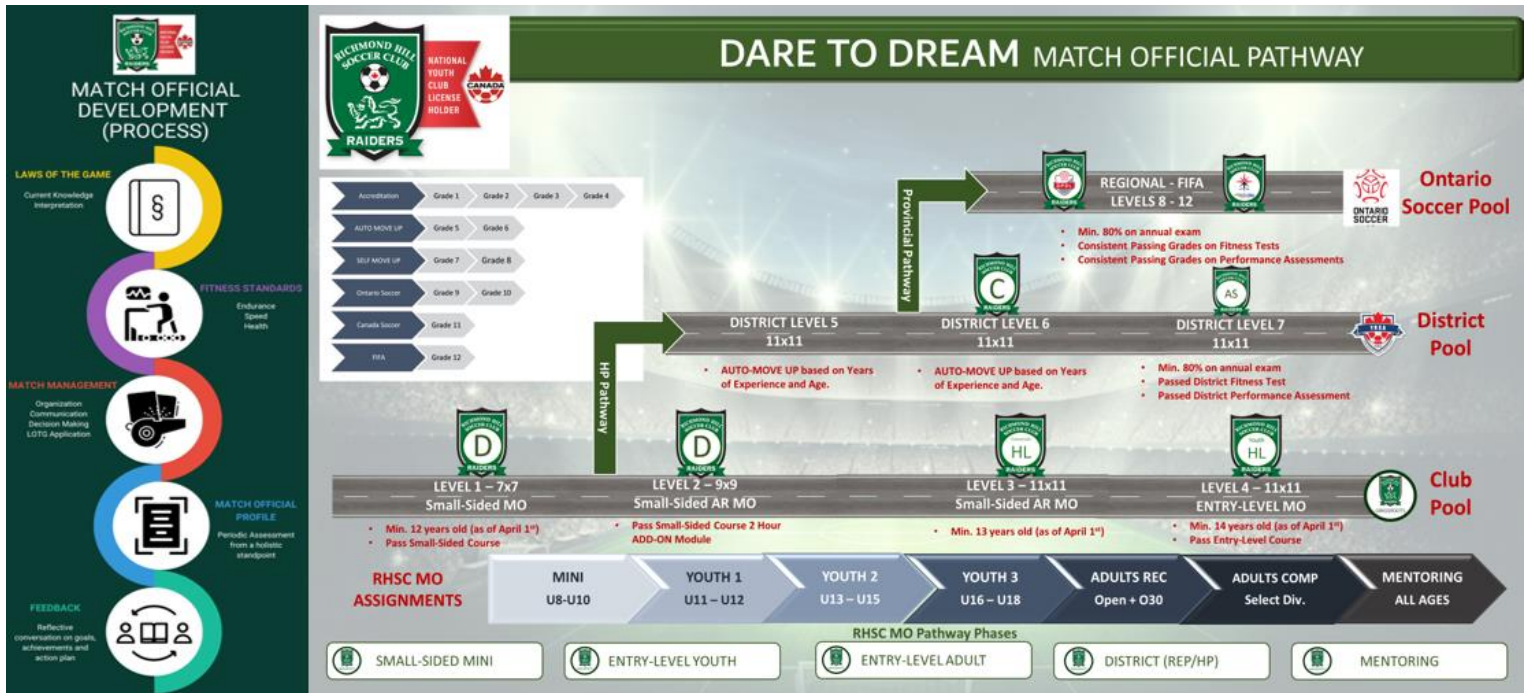 MATCH OFFICIAL
DEVELOPMENT
(PROCESS)
LAWS OF THE GAME
Current Knowledge
Interpretation
§
FITNESS STANDARDS
Endurance
Speed
Health
MATCH MANAGEMENT
Organization
Communication
Decision Making
LOTG Application
MATCH OFFICIAL
PROFILE
Periodic Assessment
from a holistic
standpoint
FEEDBACK
Reflective
conversation on goals,
achievements and
action plan
RICHMOND HILL
SOCCER CLUB
RAIDERS
NATIONAL
YOUTH
CLUB
LICENSE
HOLDER
CANADA
DARE TO DREAM MATCH OFFICIAL PATHWAY
Accreditation Grade 1 Grade 2 Grade 3 Grade 4
AUTO MOVE UP Grade 5 Grade 6
SELF MOVE UP Grade 7 Grade 8
Ontario Soccer Grade 9 Grade 10
Canada Soccer Grade 11
FIFA Grade 12
Provincial Pathway
RAIDERS
REGIONAL - FIFA
LEVELS 8 - 12
RAIDERS
ONTARIO
SOCCER
Ontario
Soccer Pool
• Min. 80% on annual exam
• Consistent Passing Grades on Fitness Tests
• Consistent Passing Grades on Performance Assessments
HP Pathway
C
RAIDERS
AS
RAIDERS
DISTRICT LEVEL 5
11x11
DISTRICT LEVEL 6
11x11
DISTRICT LEVEL 7
11x11
District
Pool
• AUTO-MOVE UP based on Years
of Experience and Age.
• AUTO-MOVE UP based on Years
of Experience and Age.
• Min. 80% on annual exam
• Passed District Fitness Test
• Passed District Performance Assessment
D
RAIDERS
D
RAIDERS
HL
RAIDERS
Youth
HL
RAIDERS
LEVEL 1 – 7x7
Small-Sided MO
LEVEL 2 – 9x9
Small-Sided AR MO
LEVEL 3 – 11x11
Small-Sided AR MO
LEVEL 4 – 11x11
ENTRY-LEVEL MO
GRASSROOTS
Club
Pool
• Min. 12 years old (as of April 1st)
• Pass Small-Sided Course
• Pass Small-Sided Course 2 Hour
ADD-ON Module
• Min. 13 years old (as of April 1st)
• Min. 14 years old (as of April 1st)
• Pass Entry-Level Course
RHSC MO
ASSIGNMENTS
MINI
U8-U10
YOUTH 1
U11 – U12
YOUTH 2
U13 – U15
YOUTH 3
U16 – U18
ADULTS REC
Open + O30
ADULTS COMP
Select Div.
MENTORING
ALL AGES
RHSC MO Pathway Phases
SMALL-SIDED MINI
ENTRY-LEVEL YOUTH
ENTRY-LEVEL ADULT
DISTRICT (REP/HP)
MENTORING